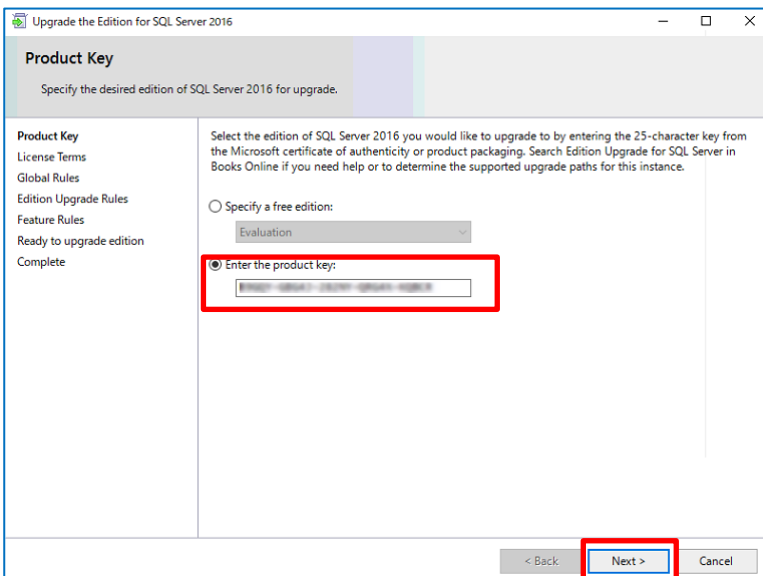 Upgrade the Edition for SQL Server 2016
Product Key
Specify the desired edition of SQL Server 2016 for upgrade.
Product Key
License Terms
Global Rules
Edition Upgrade Rules
Feature Rules
Ready to upgrade edition
Complete
Select the edition of SQL Server 2016 you would like to upgrade to by entering the 25-character key from
the Microsoft certificate of authenticity or product packaging. Search Edition Upgrade for SQL Server in
Books Online if you need help or to determine the supported upgrade paths for this instance.
Specify a free edition:
Evaluation
Enter the product key:
< Back
Next >
Cancel